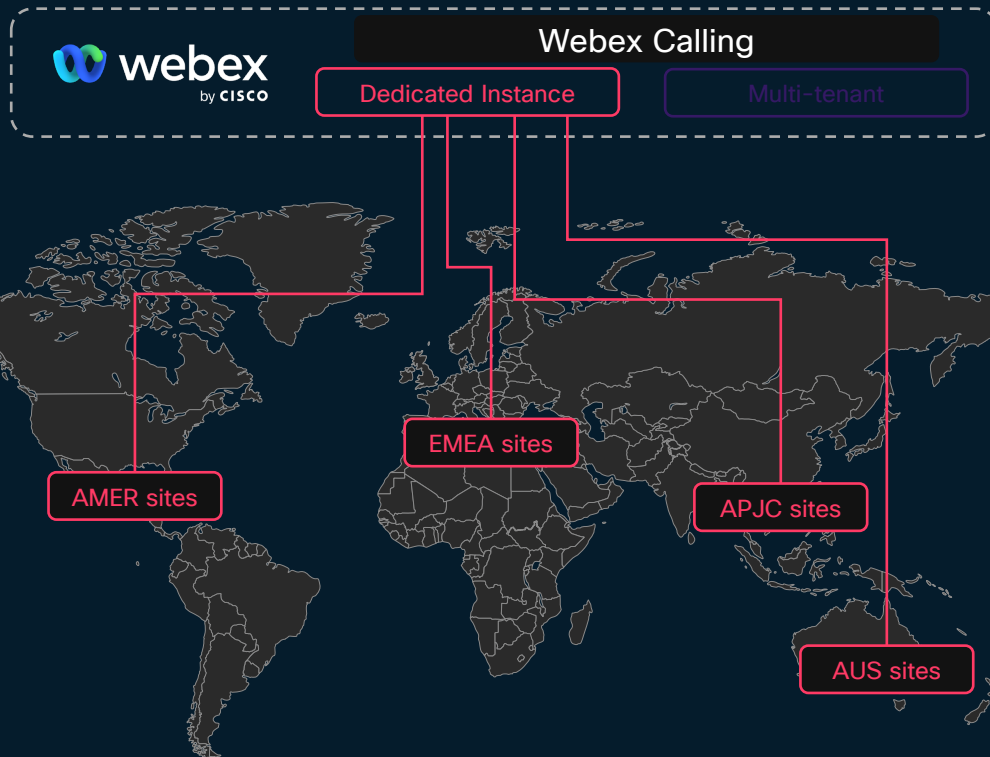 Webex Calling
webex
by CISCO
Dedicated Instance
Multi-tenant
EMEA sites
AMER sites
APJC sites
AUS sites